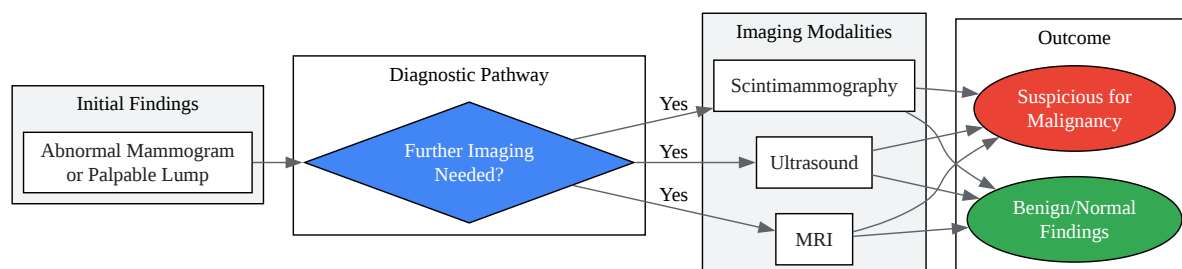 Initial Findings
Abnormal Mammogram
or Palpable Lump
Diagnostic Pathway
Further Imaging
Needed?
Yes
Yes
Yes
Imaging Modalities
Scintimammography
Ultrasound
MRI
Outcome
Suspicious for
Malignancy
Benign/Normal
Findings